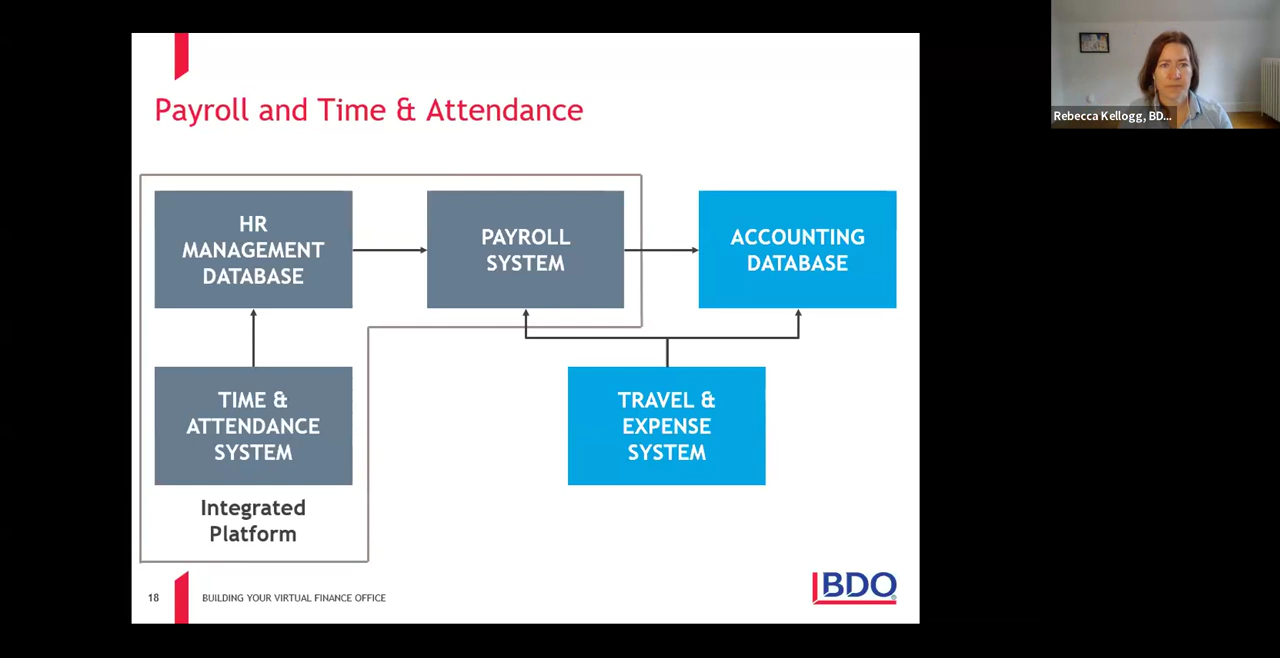 Payroll and Time & Attendance
HR
MANAGEMENT
DATABASE
PAYROLL
SYSTEM
ACCOUNTING
DATABASE
TIME &
ATTENDANCE
SYSTEM
TRAVEL &
EXPENSE
SYSTEM
Integrated
Platform
18
BUILDING YOUR VIRTUAL FINANCE OFFICE
BDO
Rebecca Kellogg, BD...